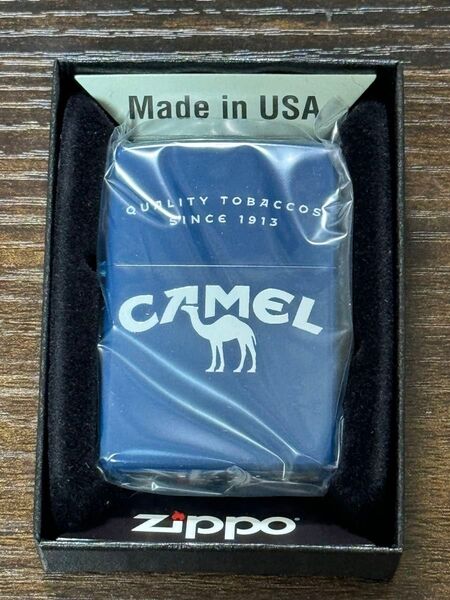 Made in USA
QUALITY TOBACCOS
SINCE 1913
CAMEL
zippo